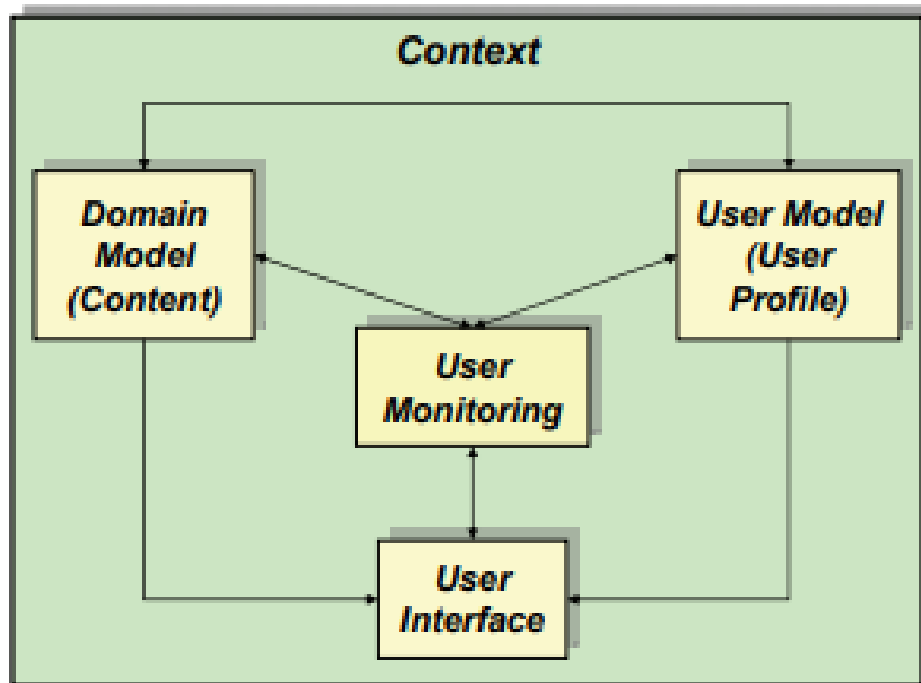 Context
Domain
Model
(Content)
User Model
(User
Profile)
User
Monitoring
User
Interface